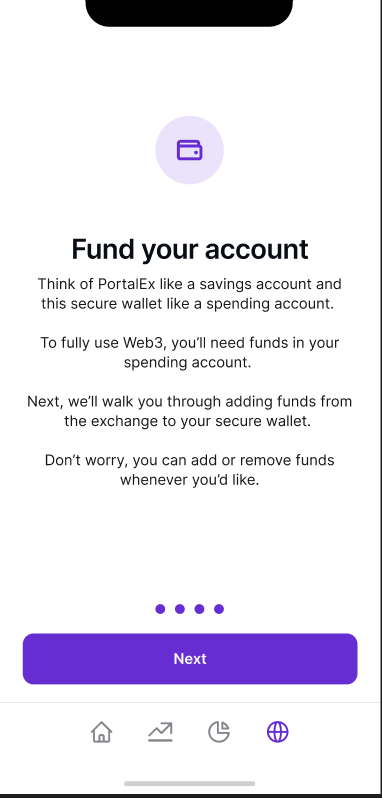 Fund your account
Think of PortalEx like a savings account and
this secure wallet like a spending account.
To fully use Web3, you’ll need funds in your
spending account.
Next, we’ll walk you through adding funds from
the exchange to your secure wallet.
Don’t worry, you can add or remove funds
whenever you’d like.
Next